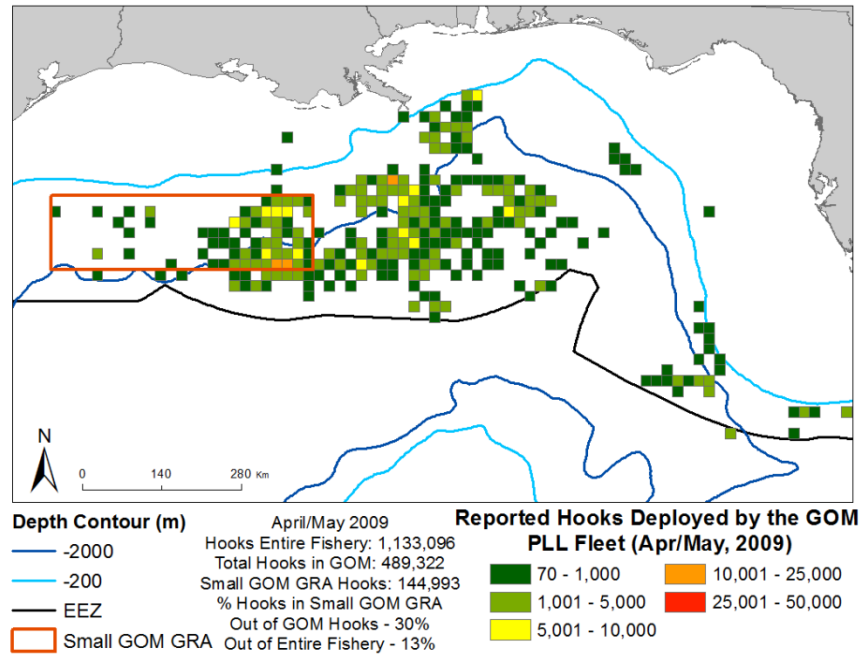 N
0 140 280 Km
Depth Contour (m)
-2000
-200
EEZ
Small GOM GRA
April/May 2009
Hooks Entire Fishery: 1,133,096
Total Hooks in GOM: 489,322
Small GOM GRA Hooks: 144,993
% Hooks in Small GOM GRA
Out of GOM Hooks - 30%
Out of Entire Fishery - 13%
Reported Hooks Deployed by the GOM
PLL Fleet (Apr/May, 2009)
70 - 1,000
1,001 - 5,000
5,001 - 10,000
10,001 - 25,000
25,001 - 50,000